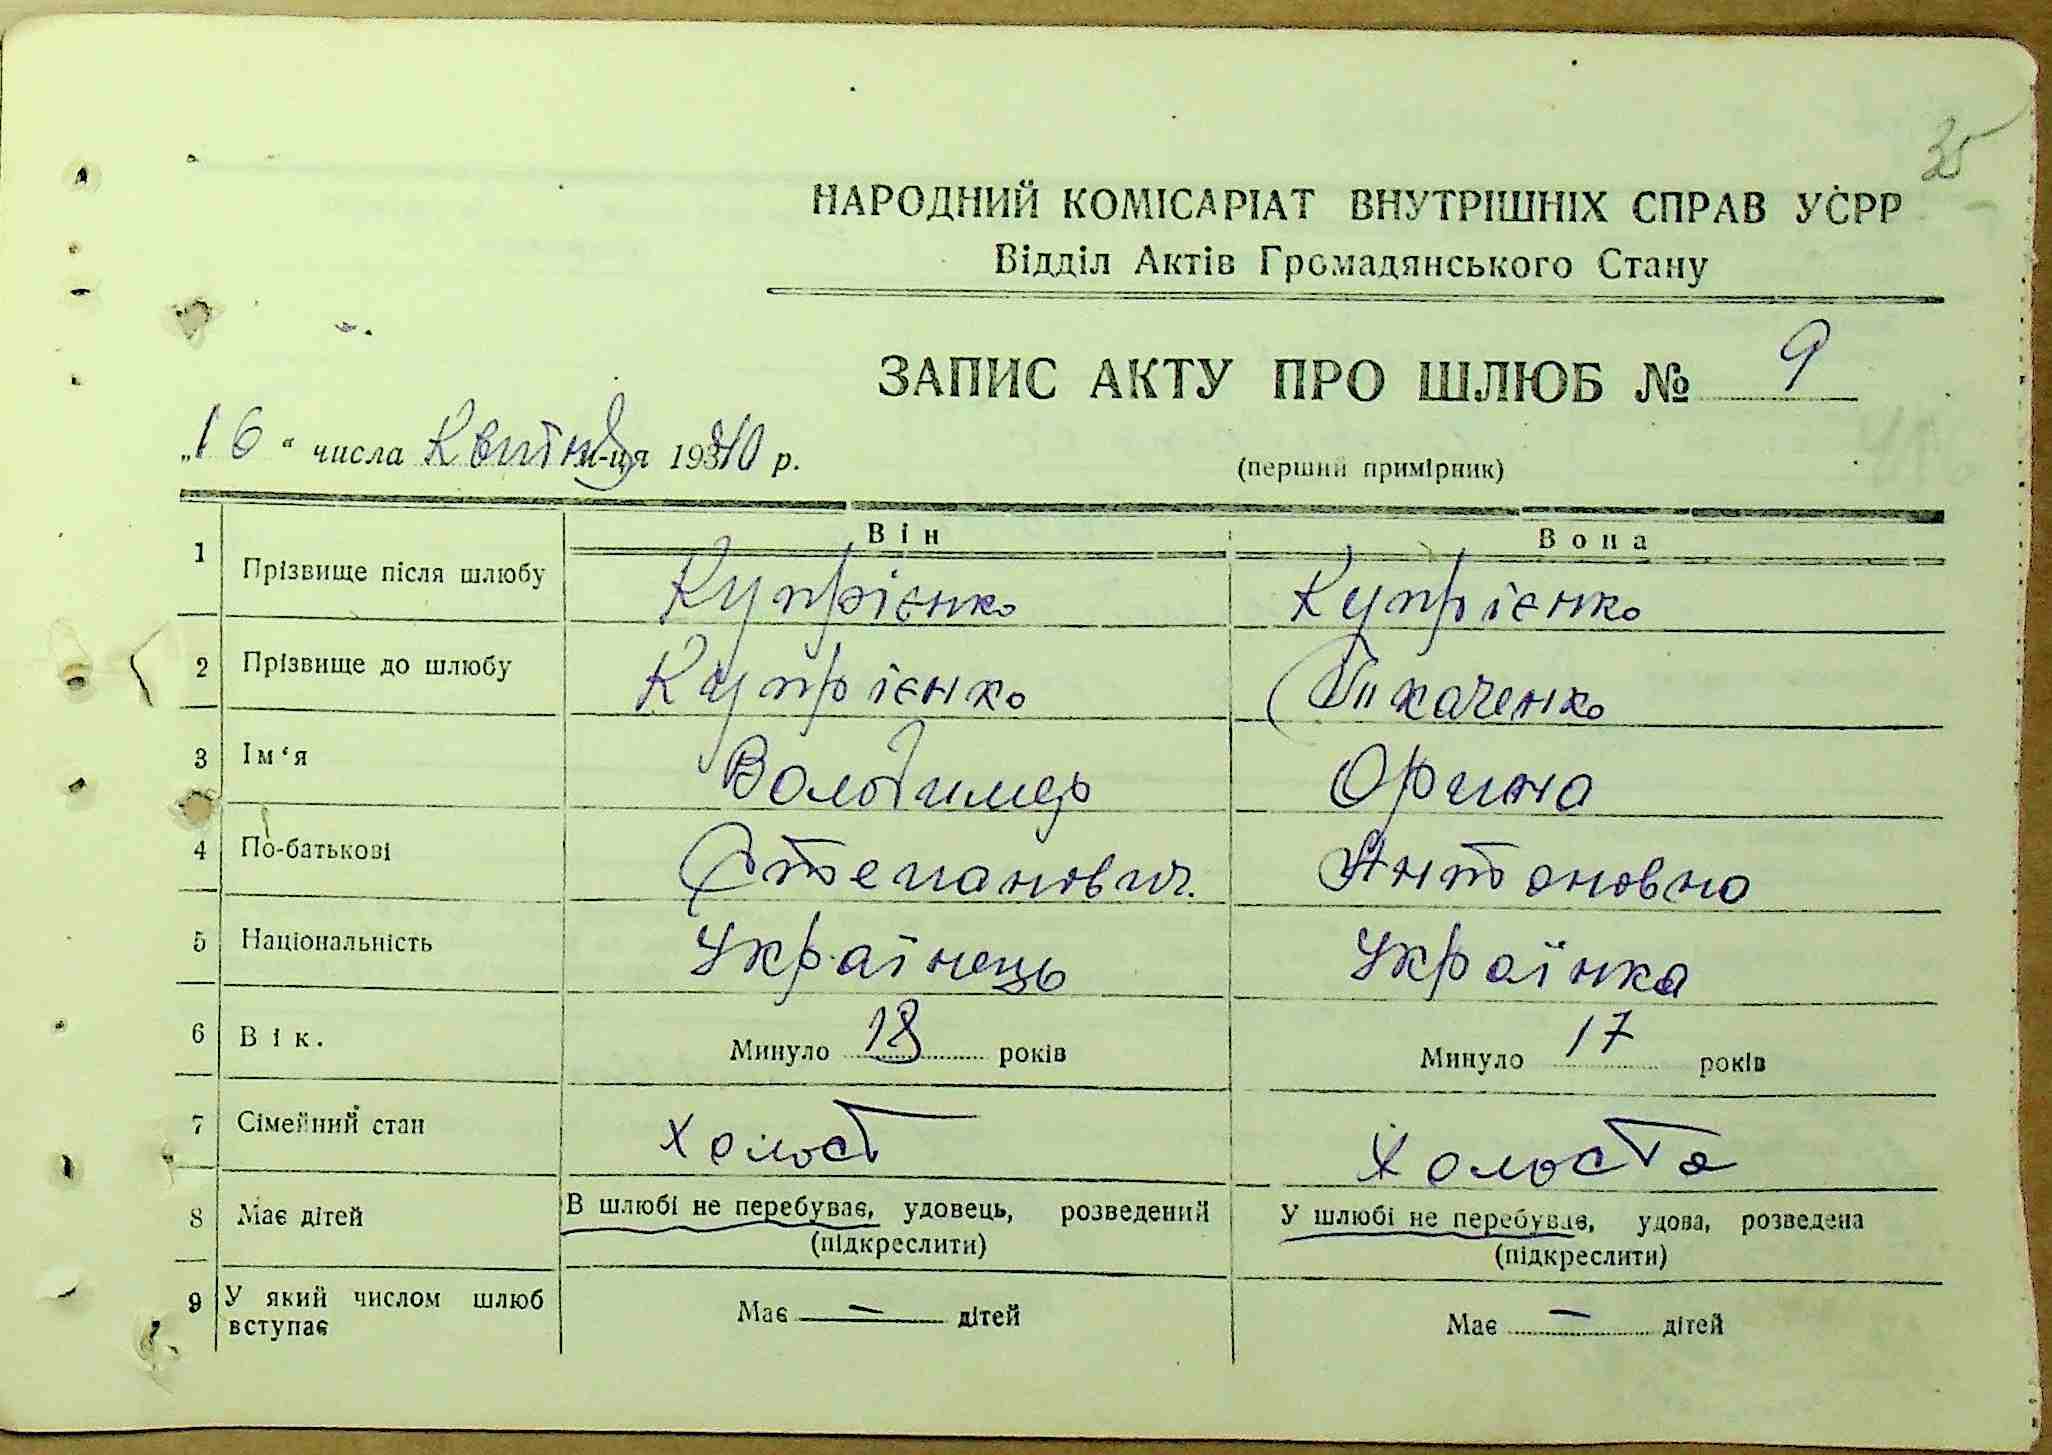 35
НАРОДНИЙ КОМІСАРІАТ ВНУТРІШНІХ СПРАВ УСРР
Відділ Актів Громадянського Стану
ЗАПИС АКТУ ПРО ШЛЮБ № 9
„16“ числа Квітня м-ця 1940 р.
(перший примірник)
Він Вона
1 Прізвище після шлюбу Купрієнко Купрієнко
2 Прізвище до шлюбу Купрієнко Ткаченко
3 Ім‘я Володимер Орина
4 По-батькові Степанович. Антоновна
5 Національність Українець Українка
6 Вік. Минуло 18 років Минуло 17 років
7 Сімейний стан Холост Холоста
8 Має дітей В шлюбі не перебуває, удовець, розведений У шлюбі не перебуває, удова, розведена
(підкреслити) (підкреслити)
9 У який числом шлюб вступає Має — дітей Має — дітей